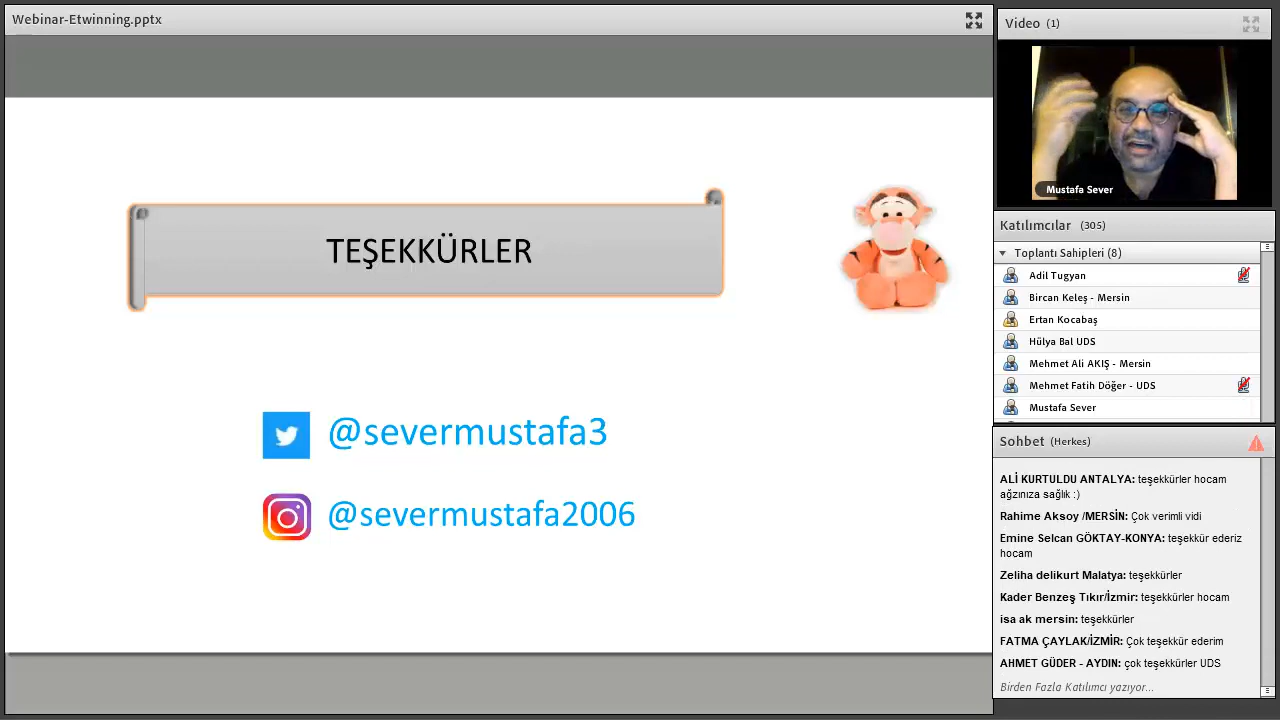 Webinar-Etwinning.pptx
TEŞEKKÜRLER
@severmustafa3
@severmustafa2006
Video (1)
Mustafa Sever
Katılımcılar (305)
Toplantı Sahipleri (8)
Adil Tugyan
Bircan Keleş - Mersin
Ertan Kocabaş
Hülya Bal UDS
Mehmet Ali AKIŞ - Mersin
Mehmet Fatih Döğer - UDS
Mustafa Sever
Sohbet (Herkes)
ALİ KURTULDU ANTALYA: teşekkürler hocam
ağzınıza sağlık :)
Rahime Aksoy /MERSİN: Çok verimli vidi
Emine Selcan GÖKTAY-KONYA: teşekkür ederiz
hocam
Zeliha delikurt Malatya: teşekkürler
Kader Benzeş Tıkır/İzmir: teşekkürler hocam
isa ak mersin: teşekkürler
FATMA ÇAYLAK/İZMİR: Çok teşekkür ederim
AHMET GÜDER - AYDIN: çok teşekkürler UDS
Birden Fazla Katılımcı yazıyor...